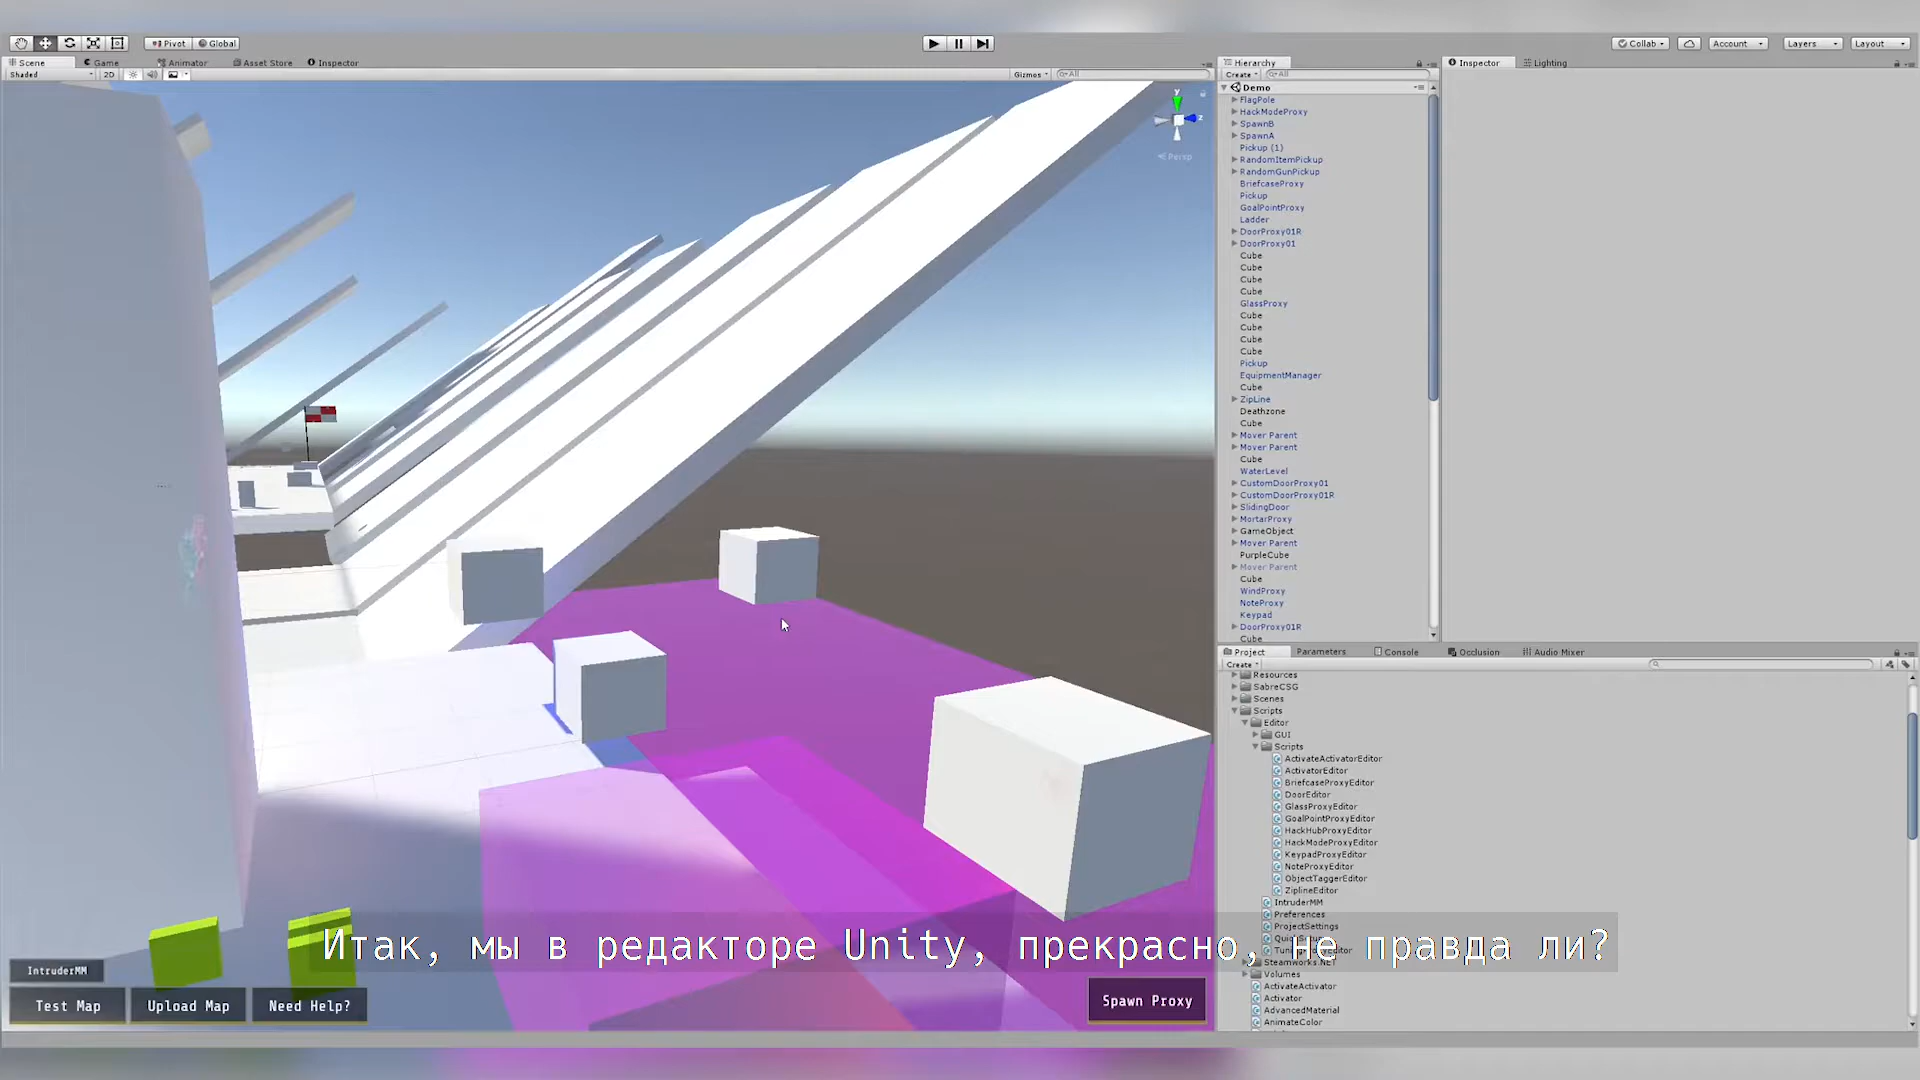 Pivot Global
Collab Account Layers Layout
Scene Game Animator Asset Store Inspector
Shaded 2D Gizmos All
y
z
Persp
Hierarchy
Create All
Demo
FlagPole
HackModeProxy
SpawnB
SpawnA
Pickup (1)
RandomItemPickup
RandomGunPickup
BriefcaseProxy
Pickup
GoalPointProxy
Ladder
DoorProxy01R
DoorProxy01
Cube
Cube
Cube
Cube
GlassProxy
Cube
Cube
Cube
Cube
Pickup
EquipmentManager
Cube
ZipLine
Deathzone
Cube
Mover Parent
Mover Parent
Cube
WaterLevel
CustomDoorProxy01
CustomDoorProxy01R
SlidingDoor
MortarProxy
GameObject
Mover Parent
PurpleCube
Mover Parent
Cube
WindProxy
NoteProxy
Keypad
DoorProxy01R
Cube
Inspector Lighting
Project Parameters Console Occlusion Audio Mixer
Create
Resources
SabreCSG
Scenes
Scripts
Editor
GUI
Scripts
ActivateActivatorEditor
ActivatorEditor
BriefcaseProxyEditor
DoorEditor
GlassProxyEditor
GoalPointProxyEditor
HackHubProxyEditor
HackModeProxyEditor
KeypadProxyEditor
NoteProxyEditor
ObjectTaggerEditor
ZiplineEditor
IntruderMM
Preferences
ProjectSettings
Steamworks.NET
Volumes
ActivateActivator
Activator
AdvancedMaterial
AnimateColor
Итак, мы в редакторе Unity, прекрасно, не правда ли?
IntruderMM
Test Map Upload Map Need Help?
Spawn Proxy